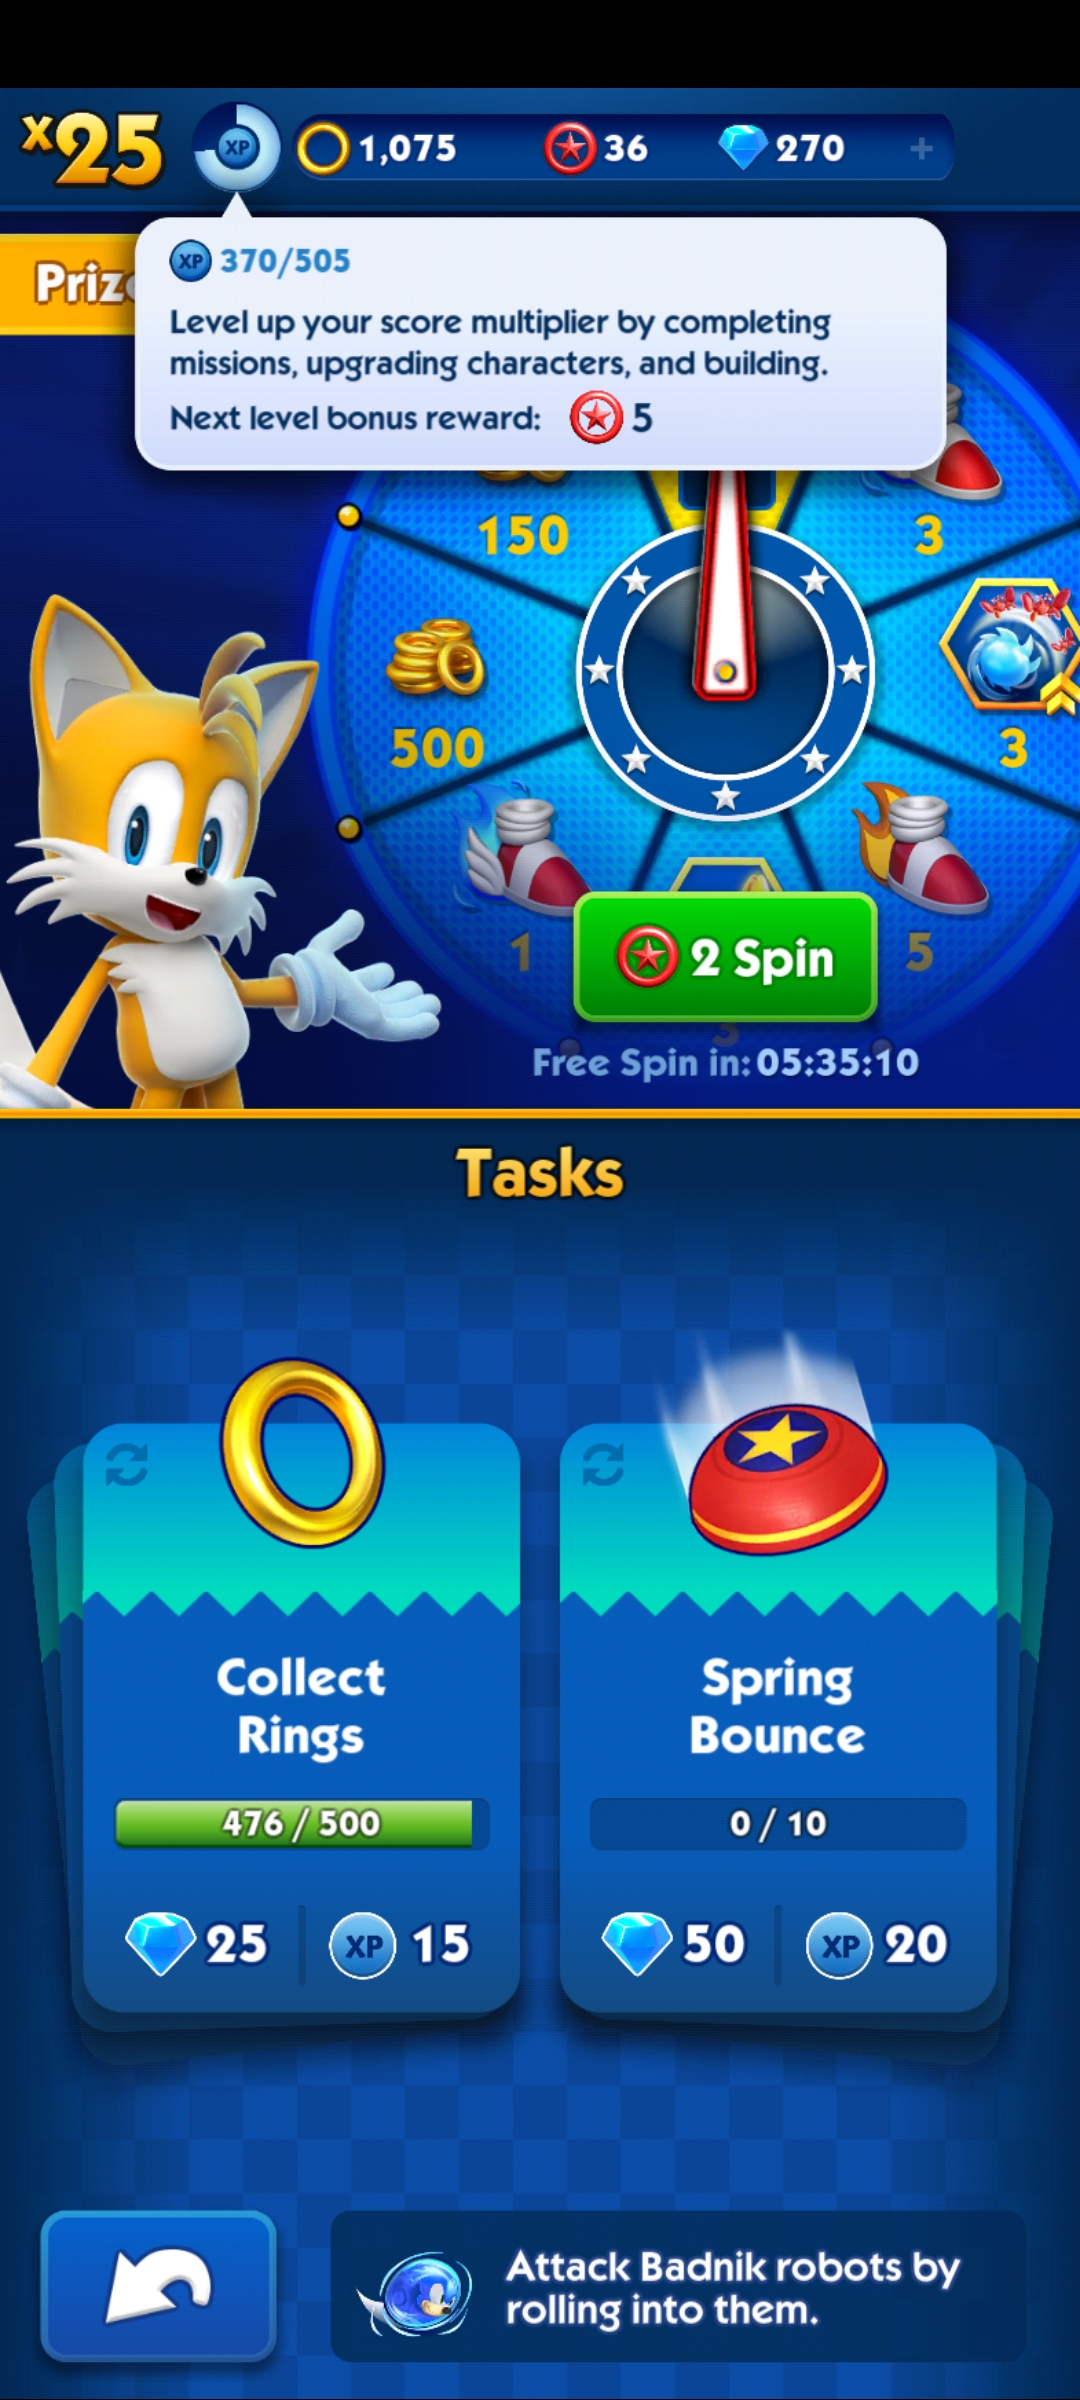 x25
XP
1,075
36
270
+
XP 370/505
Level up your score multiplier by completing
missions, upgrading characters, and building.
Next level bonus reward: 5
150
3
500
3
1
5
2 Spin
3
Free Spin in: 05:35:10
Tasks
Collect
Rings
476 / 500
25
XP 15
Spring
Bounce
0 / 10
50
XP 20
Attack Badnik robots by
rolling into them.